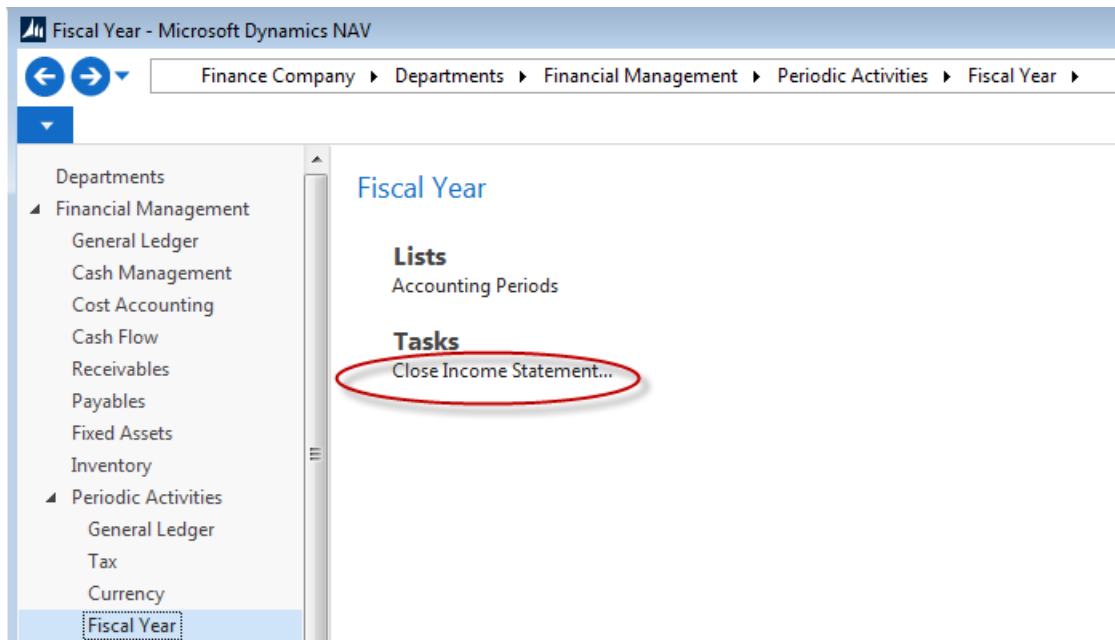 Fiscal Year - Microsoft Dynamics NAV
Finance Company Departments Financial Management Periodic Activities Fiscal Year
Departments
Financial Management
General Ledger
Cash Management
Cost Accounting
Cash Flow
Receivables
Payables
Fixed Assets
Inventory
Periodic Activities
General Ledger
Tax
Currency
Fiscal Year
Fiscal Year
Lists
Accounting Periods
Tasks
Close Income Statement...